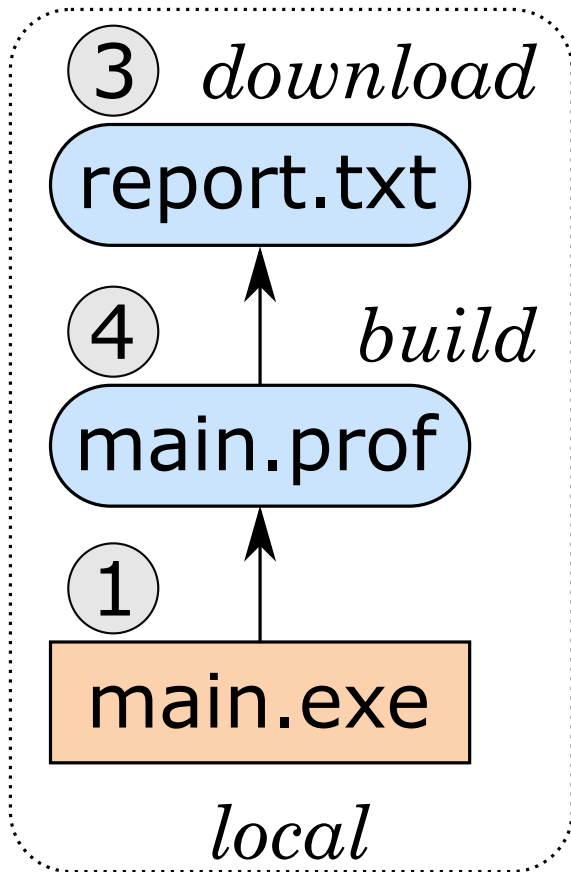 3 download
report.txt
4 build
main.prof
1
main.exe
local